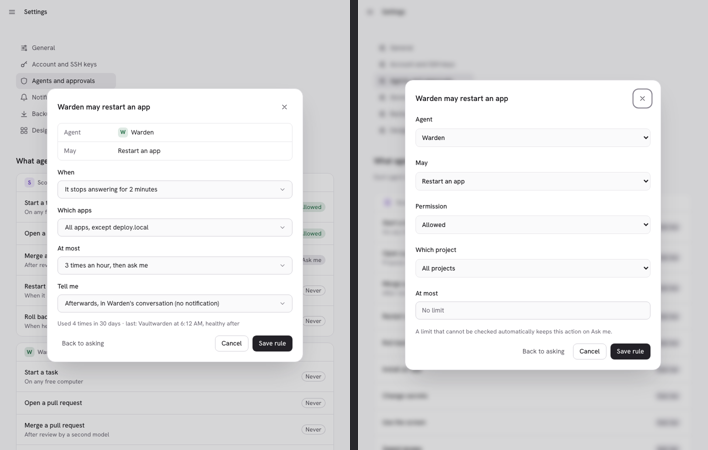 Settings
General
Account and SSH keys
Agents and approvals
Desig
What age
S
Start a t
On any f
Open a
Merge a
After rev
Restart
When it
Roll bac
W
Start a task
On any free computer
Open a pull request
Merge a pull request
After review by a second model
Ask me
Never
Never
Never
Never
Never
Warden may restart an app
Agent
W Warden
May
Restart an app
When
It stops answering for 2 minutes
Which apps
All apps, except deploy.local
At most
3 times an hour, then ask me
Tell me
Afterwards, in Warden's conversation (no notification)
Used 4 times in 30 days · last: Vaultwarden at 6:12 AM, healthy after
Back to asking
Cancel
Save rule
Warden may restart an app
Agent
Warden
May
Restart an app
Permission
Allowed
Which project
All projects
At most
No limit
A limit that cannot be checked automatically keeps this action on Ask me.
Back to asking
Cancel
Save rule